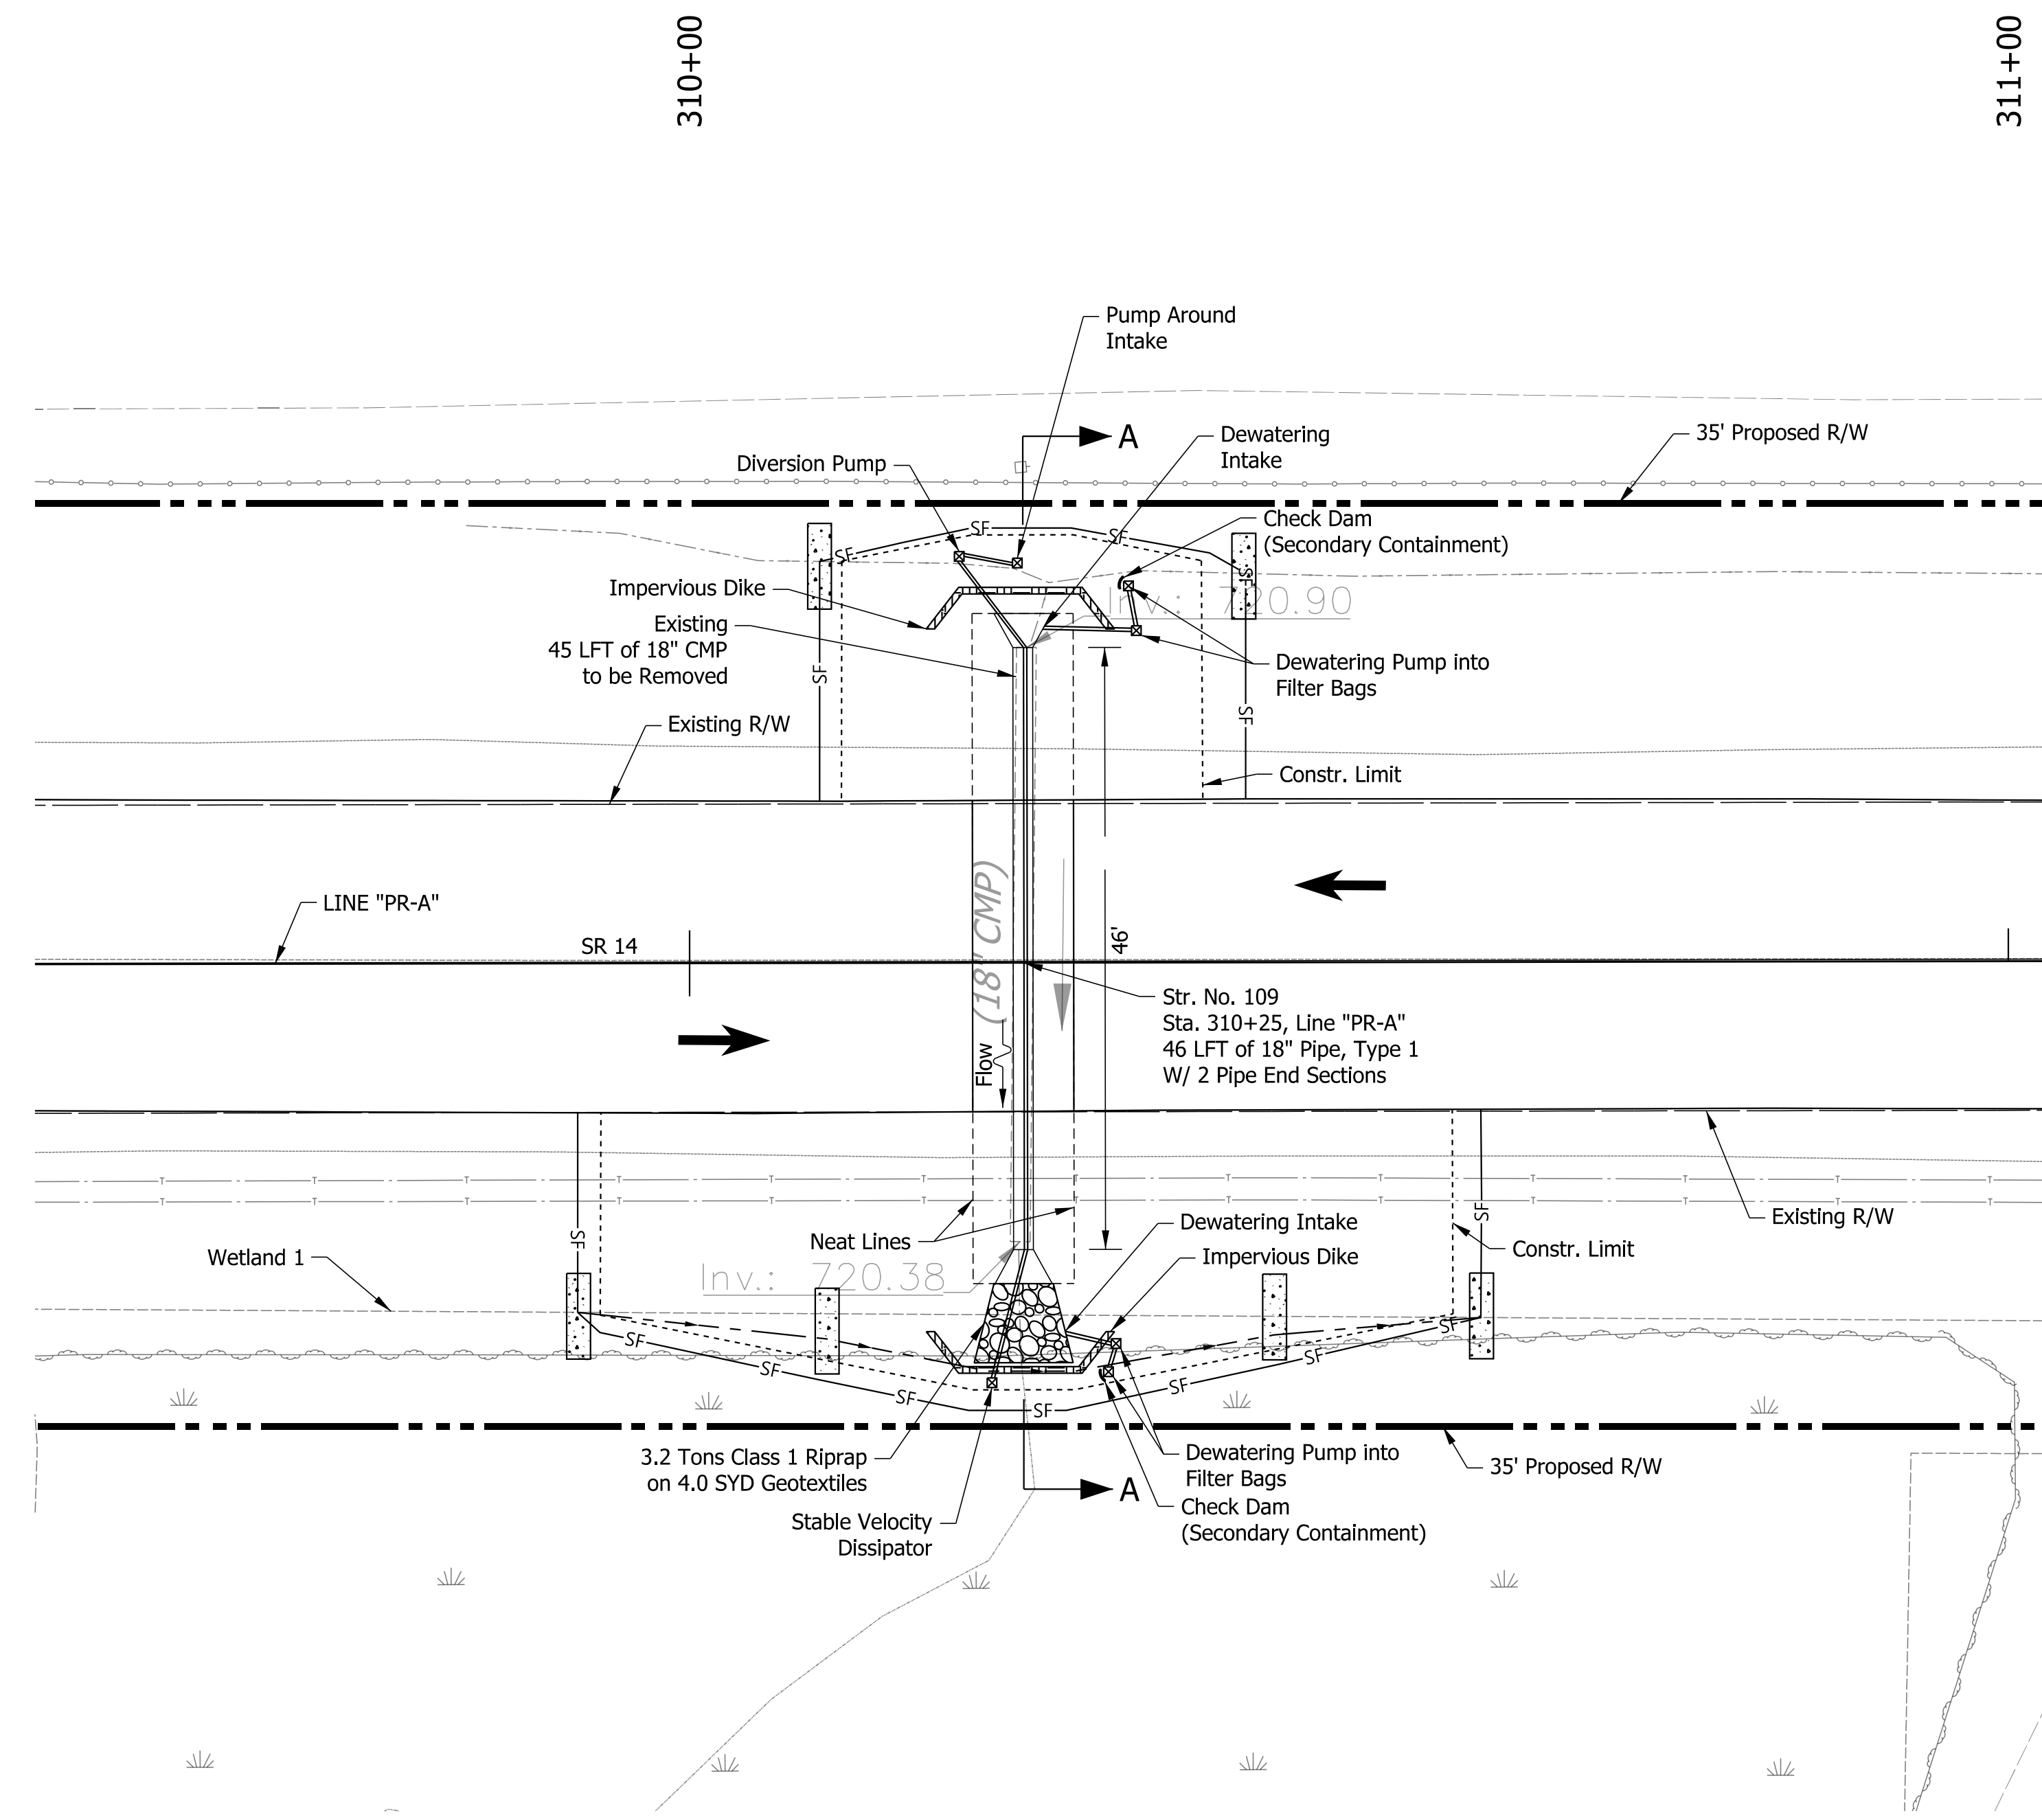 310+00
311+00
Pump Around
Intake
A
Dewatering
Intake
35' Proposed R/W
Diversion Pump
Check Dam
(Secondary Containment)
SF
SF
SF
SF
Impervious Dike
Inv.: 720.90
Existing
45 LFT of 18" CMP
to be Removed
Dewatering Pump into
Filter Bags
SF
SF
Existing R/W
Constr. Limit
(18" CMP)
LINE "PR-A"
SR 14
46'
Str. No. 109
Sta. 310+25, Line "PR-A"
46 LFT of 18" Pipe, Type 1
W/ 2 Pipe End Sections
Flow
T T T T T T T T T T T T
T T T T T T T T T T T T
SF
SF
Neat Lines
Dewatering Intake
Existing R/W
Wetland 1
Impervious Dike
Constr. Limit
Inv.: 720.38
SF
SF
SF
SF
SF
SF
SF
3.2 Tons Class 1 Riprap
on 4.0 SYD Geotextiles
Dewatering Pump into
Filter Bags
35' Proposed R/W
A
Stable Velocity
Dissipator
Check Dam
(Secondary Containment)